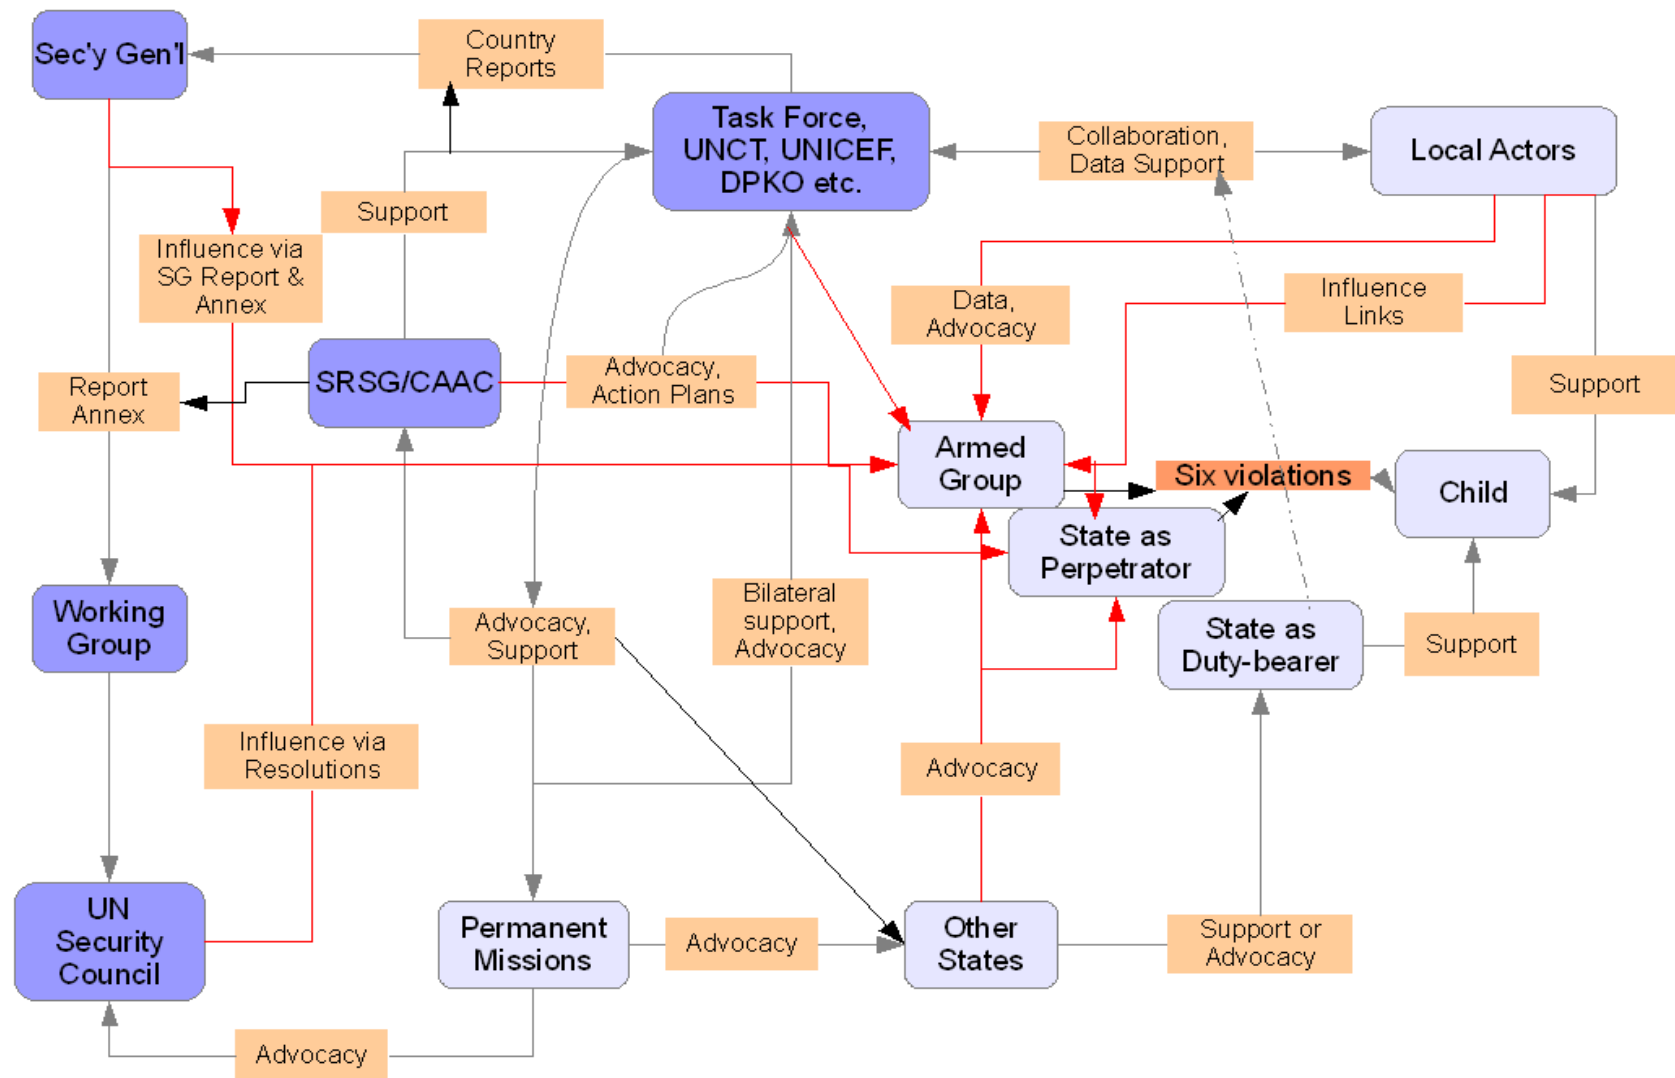 Sec'y Gen'l
Country
Reports
Task Force,
UNCT, UNICEF,
DPKO etc.
Collaboration,
Data Support
Local Actors
Support
Influence via
SG Report &
Annex
Data,
Advocacy
Influence
Links
Report
Annex
SRSG/CAAC
Advocacy,
Action Plans
Support
Armed
Group
Six violations
Child
State as
Perpetrator
Working
Group
Advocacy,
Support
Bilateral
support,
Advocacy
State as
Duty-bearer
Support
Influence via
Resolutions
Advocacy
UN
Security
Council
Permanent
Missions
Advocacy
Other
States
Support or
Advocacy
Advocacy